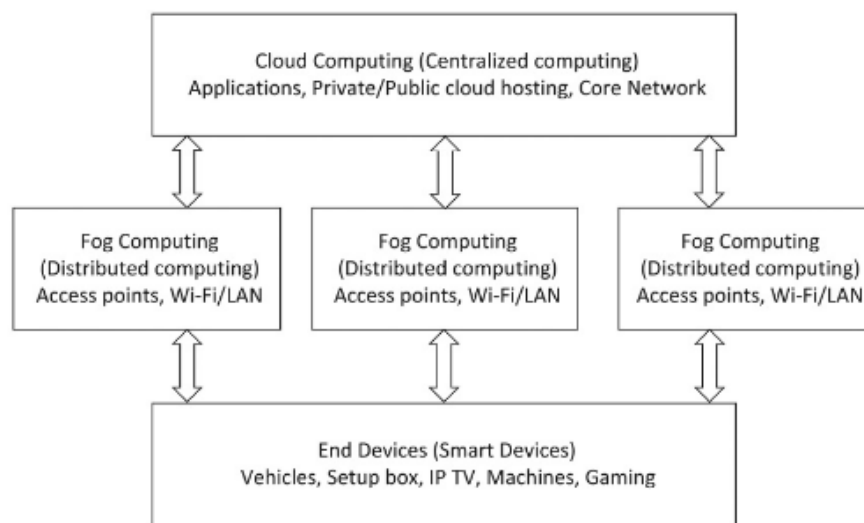 Cloud Computing (Centralized computing)
Applications, Private/Public cloud hosting, Core Network
Fog Computing
(Distributed computing)
Access points, Wi-Fi/LAN
Fog Computing
(Distributed computing)
Access points, Wi-Fi/LAN
Fog Computing
(Distributed computing)
Access points, Wi-Fi/LAN
End Devices (Smart Devices)
Vehicles, Setup box, IP TV, Machines, Gaming